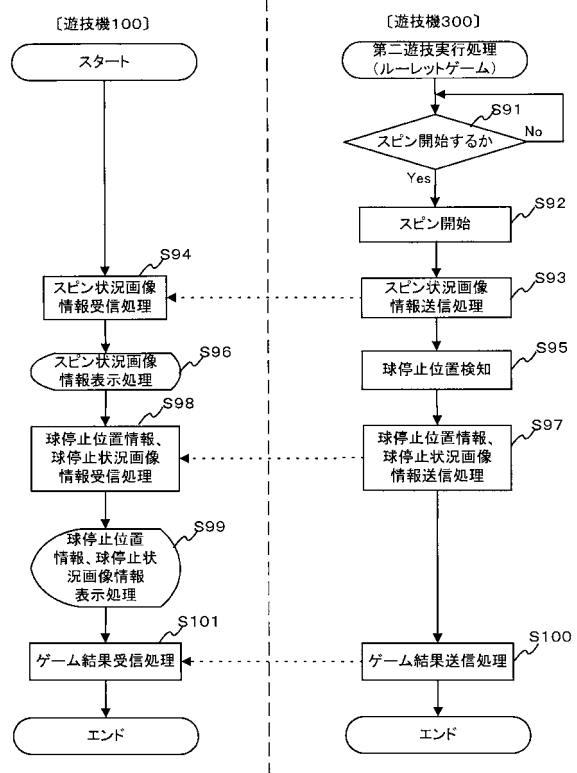 〔遊技機100〕
スタート
S94
スピン状況画像
情報受信処理
S96
スピン状況画像
情報表示処理
S98
球停止位置情報、
球停止状況画像
情報受信処理
S99
球停止位置
情報、球停止状
況画像情報
表示処理
S101
ゲーム結果受信処理
エンド
〔遊技機300〕
第二遊技実行処理
(ルーレットゲーム)
S91
スピン開始するか
No
Yes
S92
スピン開始
S93
スピン状況画像
情報送信処理
S95
球停止位置検知
S97
球停止位置情報、
球停止状況画像
情報送信処理
S100
ゲーム結果送信処理
エンド